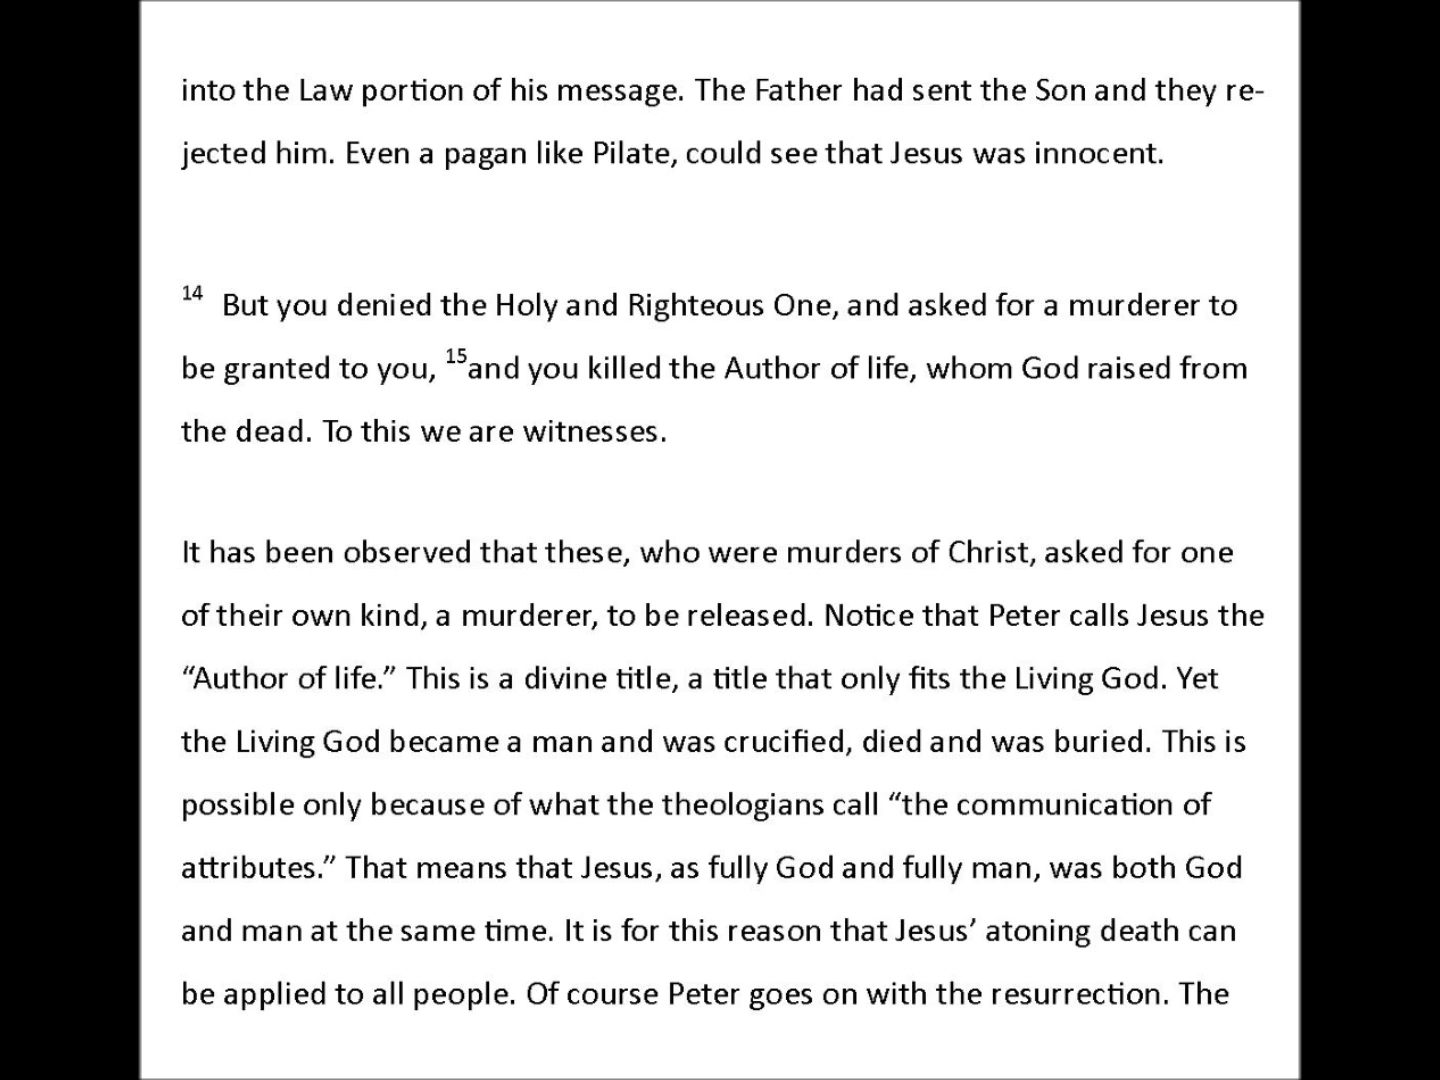 into the Law portion of his message. The Father had sent the Son and they re-
jected him. Even a pagan like Pilate, could see that Jesus was innocent.
14 But you denied the Holy and Righteous One, and asked for a murderer to
be granted to you, 15and you killed the Author of life, whom God raised from
the dead. To this we are witnesses.
It has been observed that these, who were murders of Christ, asked for one
of their own kind, a murderer, to be released. Notice that Peter calls Jesus the
“Author of life.” This is a divine title, a title that only fits the Living God. Yet
the Living God became a man and was crucified, died and was buried. This is
possible only because of what the theologians call “the communication of
attributes.” That means that Jesus, as fully God and fully man, was both God
and man at the same time. It is for this reason that Jesus’ atoning death can
be applied to all people. Of course Peter goes on with the resurrection. The